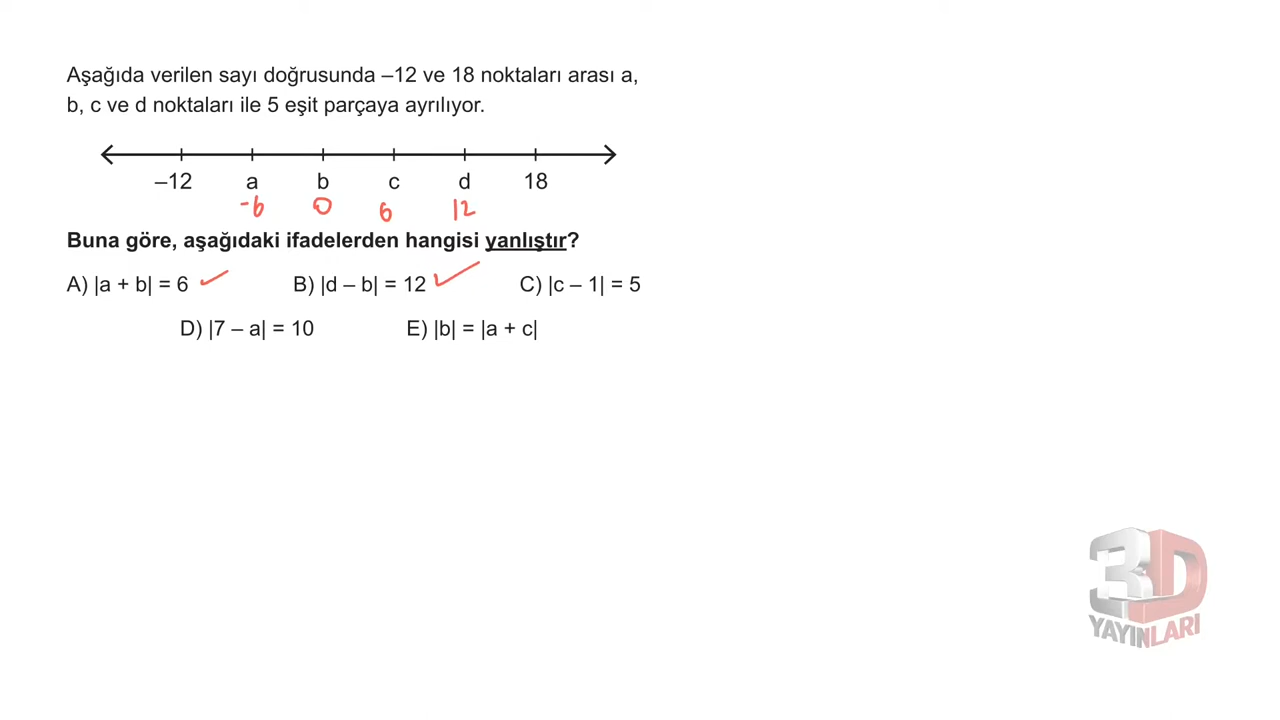 Aşağıda verilen sayı doğrusunda –12 ve 18 noktaları arası a,
b, c ve d noktaları ile 5 eşit parçaya ayrılıyor.
–12 a b c d 18
-6 0 6 12
Buna göre, aşağıdaki ifadelerden hangisi yanlıştır?
A) |a + b| = 6 ✓ B) |d – b| = 12 ✓ C) |c – 1| = 5
D) |7 – a| = 10 E) |b| = |a + c|
3D
YAYINLARI